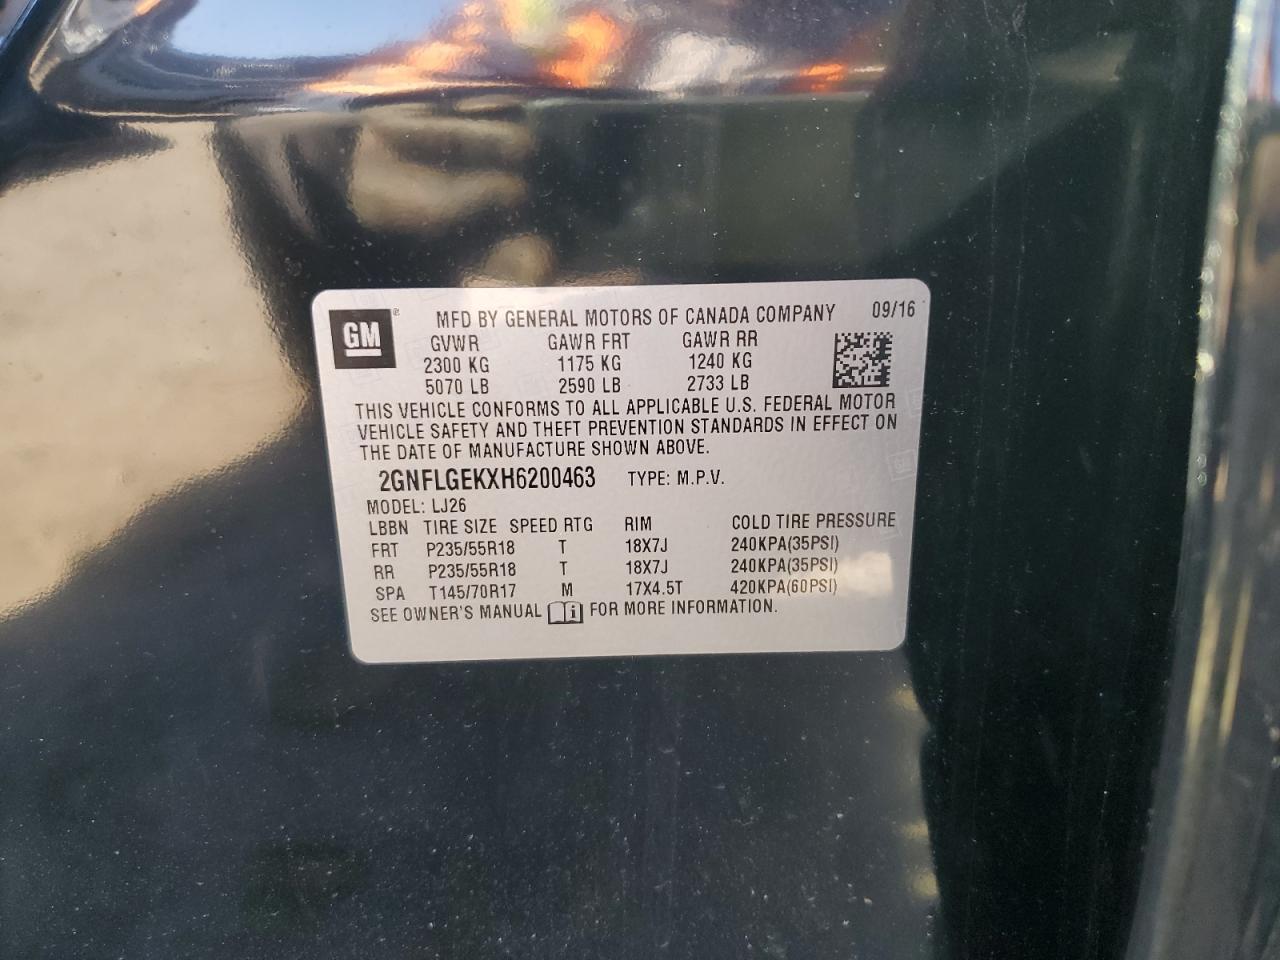 GM ® MFD BY GENERAL MOTORS OF CANADA COMPANY 09/16
GVWR GAWR FRT GAWR RR
2300 KG 1175 KG 1240 KG
5070 LB 2590 LB 2733 LB
THIS VEHICLE CONFORMS TO ALL APPLICABLE U.S. FEDERAL MOTOR
VEHICLE SAFETY AND THEFT PREVENTION STANDARDS IN EFFECT ON
THE DATE OF MANUFACTURE SHOWN ABOVE.
2GNFLGEKXH6200463 TYPE: M.P.V.
MODEL: LJ26
LBBN TIRE SIZE SPEED RTG RIM COLD TIRE PRESSURE
FRT P235/55R18 T 18X7J 240KPA(35PSI)
RR P235/55R18 T 18X7J 240KPA(35PSI)
SPA T145/70R17 M 17X4.5T 420KPA(60PSI)
SEE OWNER'S MANUAL i FOR MORE INFORMATION.